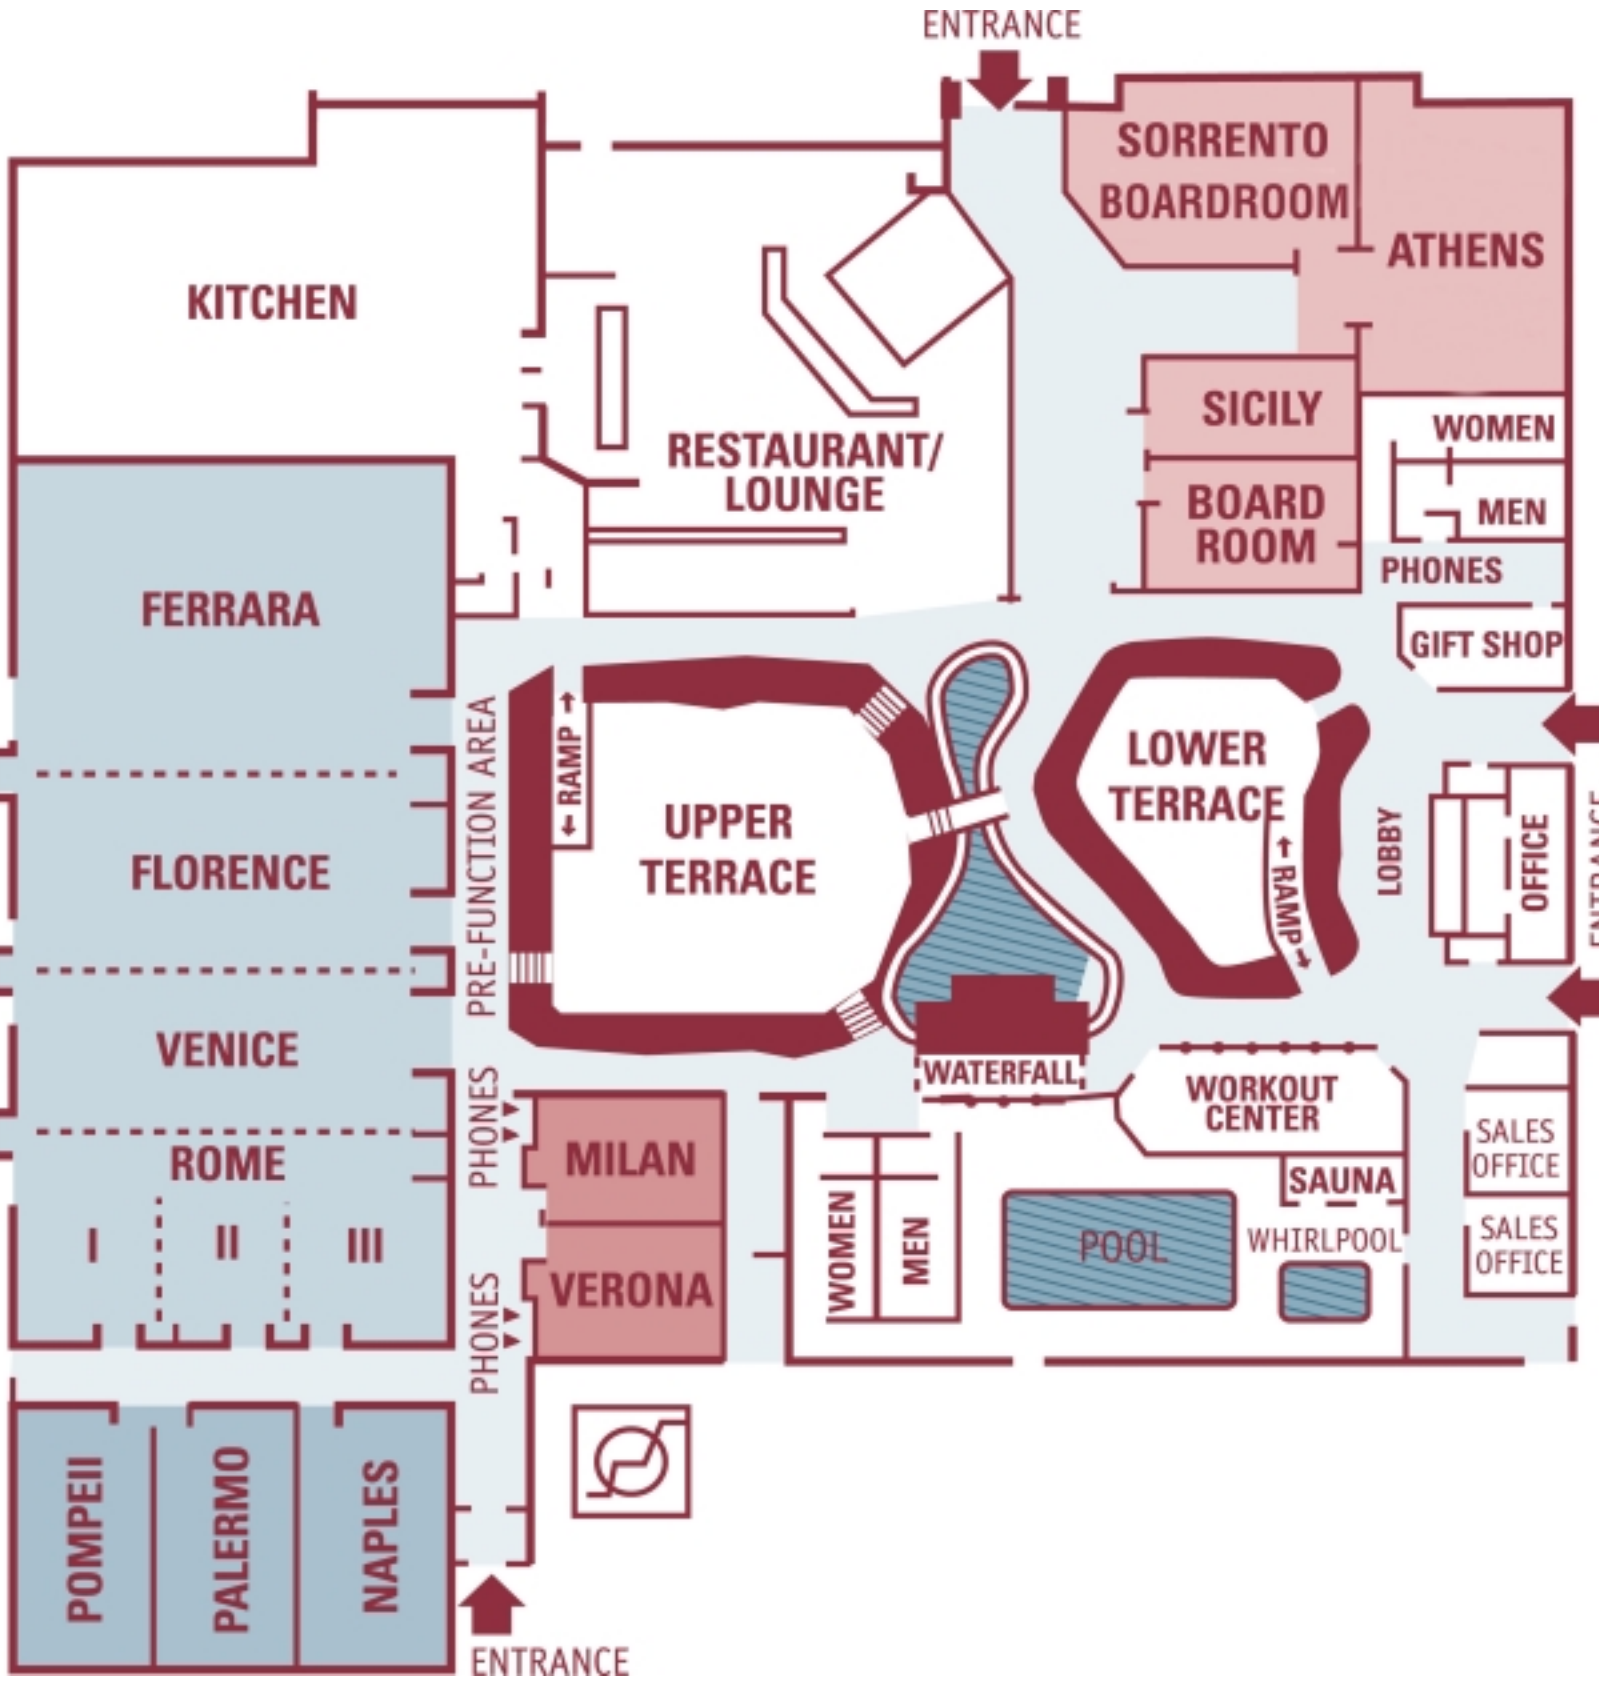 ENTRANCE
SORRENTO
BOARDROOM
ATHENS
KITCHEN
SICILY
WOMEN
RESTAURANT/
LOUNGE
BOARD
ROOM
MEN
PHONES
FERRARA
GIFT SHOP
PRE-FUNCTION AREA
RAMP
UPPER
TERRACE
LOWER
TERRACE
RAMP
LOBBY
OFFICE
ENTRANCE
FLORENCE
VENICE
WATERFALL
WORKOUT
CENTER
PHONES
MILAN
SALES
OFFICE
ROME
SAUNA
I
II
III
WOMEN
MEN
POOL
WHIRLPOOL
SALES
OFFICE
VERONA
PHONES
POMPEII
PALERMO
NAPLES
ENTRANCE